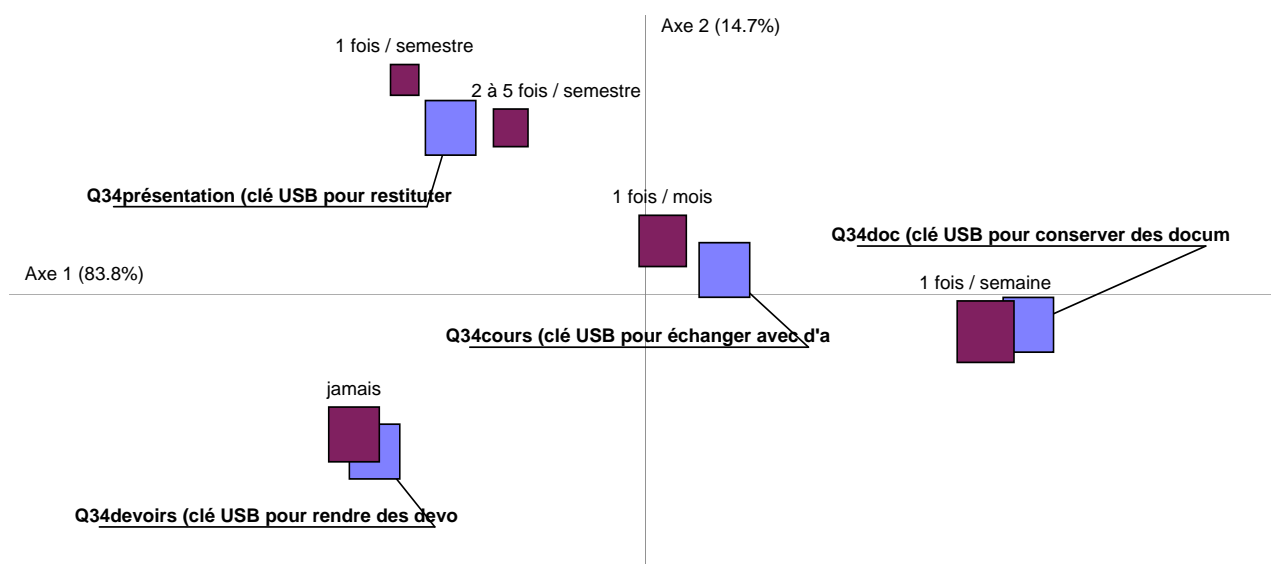 Axe 2 (14.7%)
1 fois / semestre
2 à 5 fois / semestre
Q34présentation (clé USB pour restituter
1 fois / mois
Q34doc (clé USB pour conserver des docum
Axe 1 (83.8%)
1 fois / semaine
Q34cours (clé USB pour échanger avec d'a
jamais
Q34devoirs (clé USB pour rendre des devo